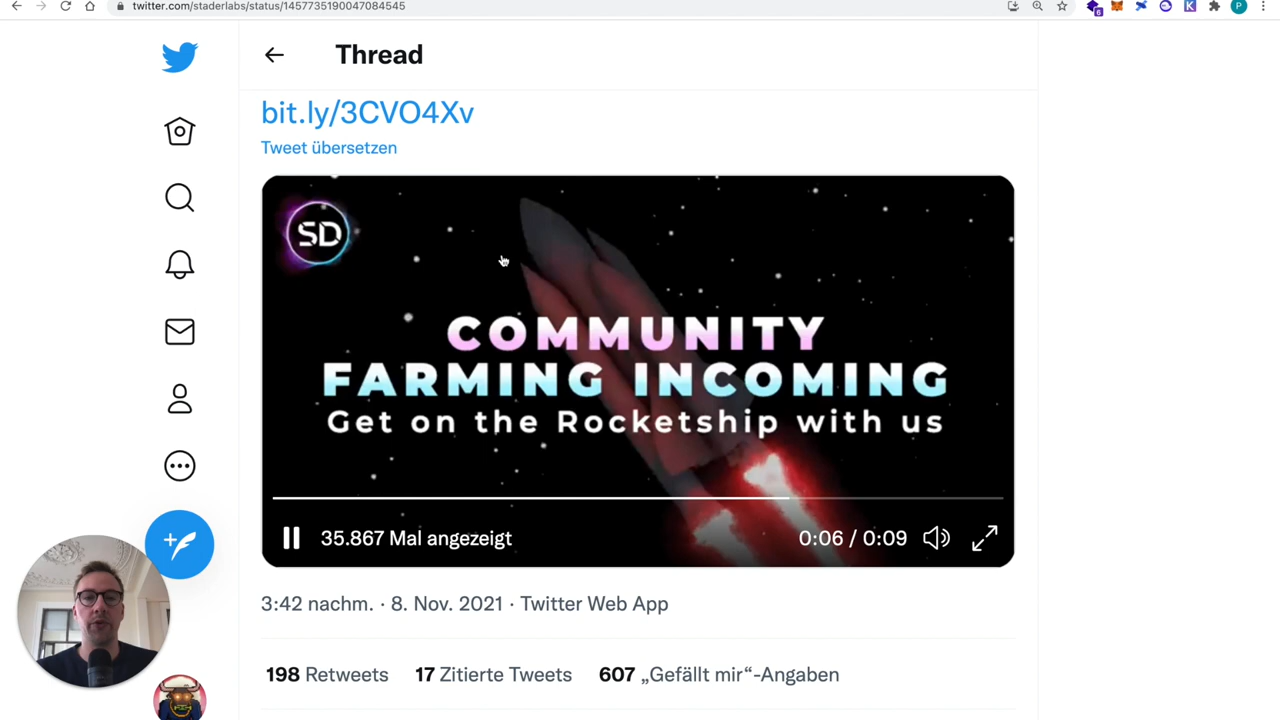 twitter.com/staderlabs/status/1457735190047084545
6
K
P
Thread
bit.ly/3CVO4Xv
Tweet übersetzen
SD
COMMUNITY
FARMING INCOMING
Get on the Rocketship with us
35.867 Mal angezeigt
0:06 / 0:09
3:42 nachm. · 8. Nov. 2021 · Twitter Web App
198 Retweets 17 Zitierte Tweets 607 „Gefällt mir“-Angaben